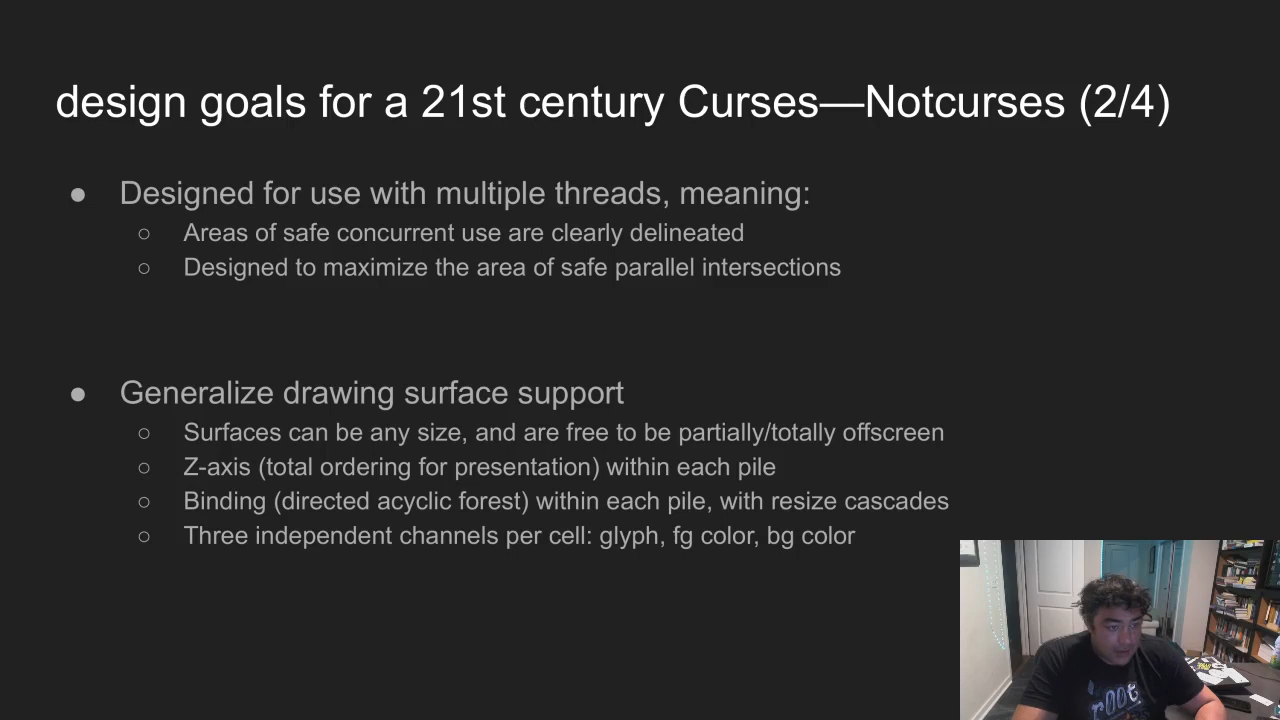 design goals for a 21st century Curses—Notcurses (2/4)
● Designed for use with multiple threads, meaning:
○ Areas of safe concurrent use are clearly delineated
○ Designed to maximize the area of safe parallel intersections
● Generalize drawing surface support
○ Surfaces can be any size, and are free to be partially/totally offscreen
○ Z-axis (total ordering for presentation) within each pile
○ Binding (directed acyclic forest) within each pile, with resize cascades
○ Three independent channels per cell: glyph, fg color, bg color